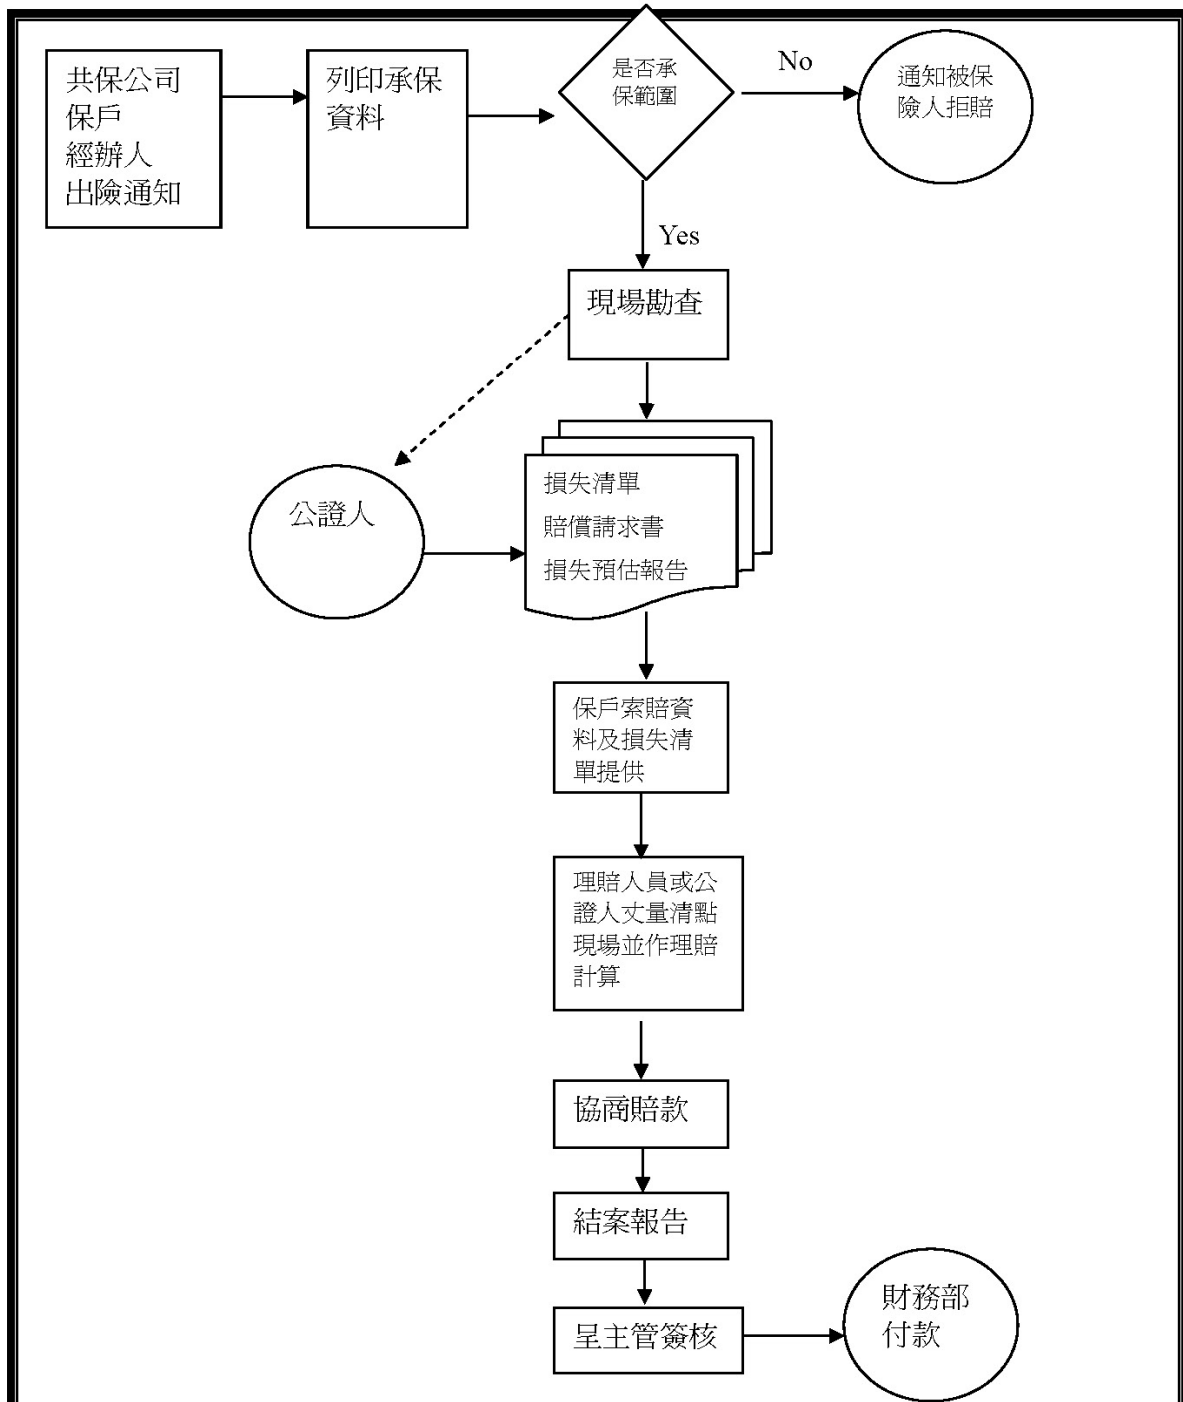 共保公司
保戶
經辦人
出險通知
列印承保
資料
是否承
保範圍
No
通知被保
險人拒賠
Yes
現場勘查
公證人
損失清單
賠償請求書
損失預估報告
保戶索賠資
料及損失清
單提供
理賠人員或公
證人丈量清點
現場並作理賠
計算
協商賠款
結案報告
呈主管簽核
財務部
付款